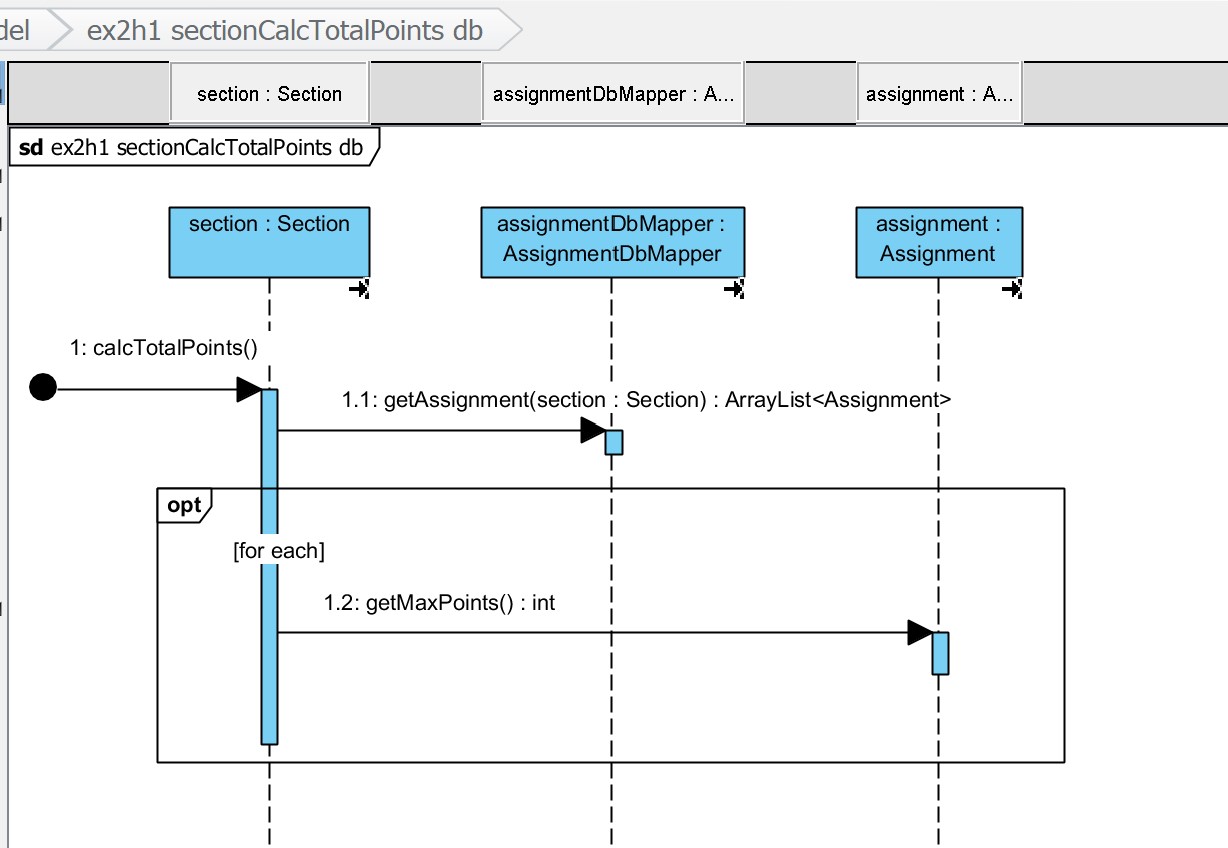 del
ex2h1 sectionCalcTotalPoints db
section : Section
assignmentDbMapper : A...
assignment : A...
sd ex2h1 sectionCalcTotalPoints db
section : Section
assignmentDbMapper :
AssignmentDbMapper
assignment :
Assignment
1: calcTotalPoints()
1.1: getAssignment(section : Section) : ArrayList<Assignment>
opt
[for each]
1.2: getMaxPoints() : int